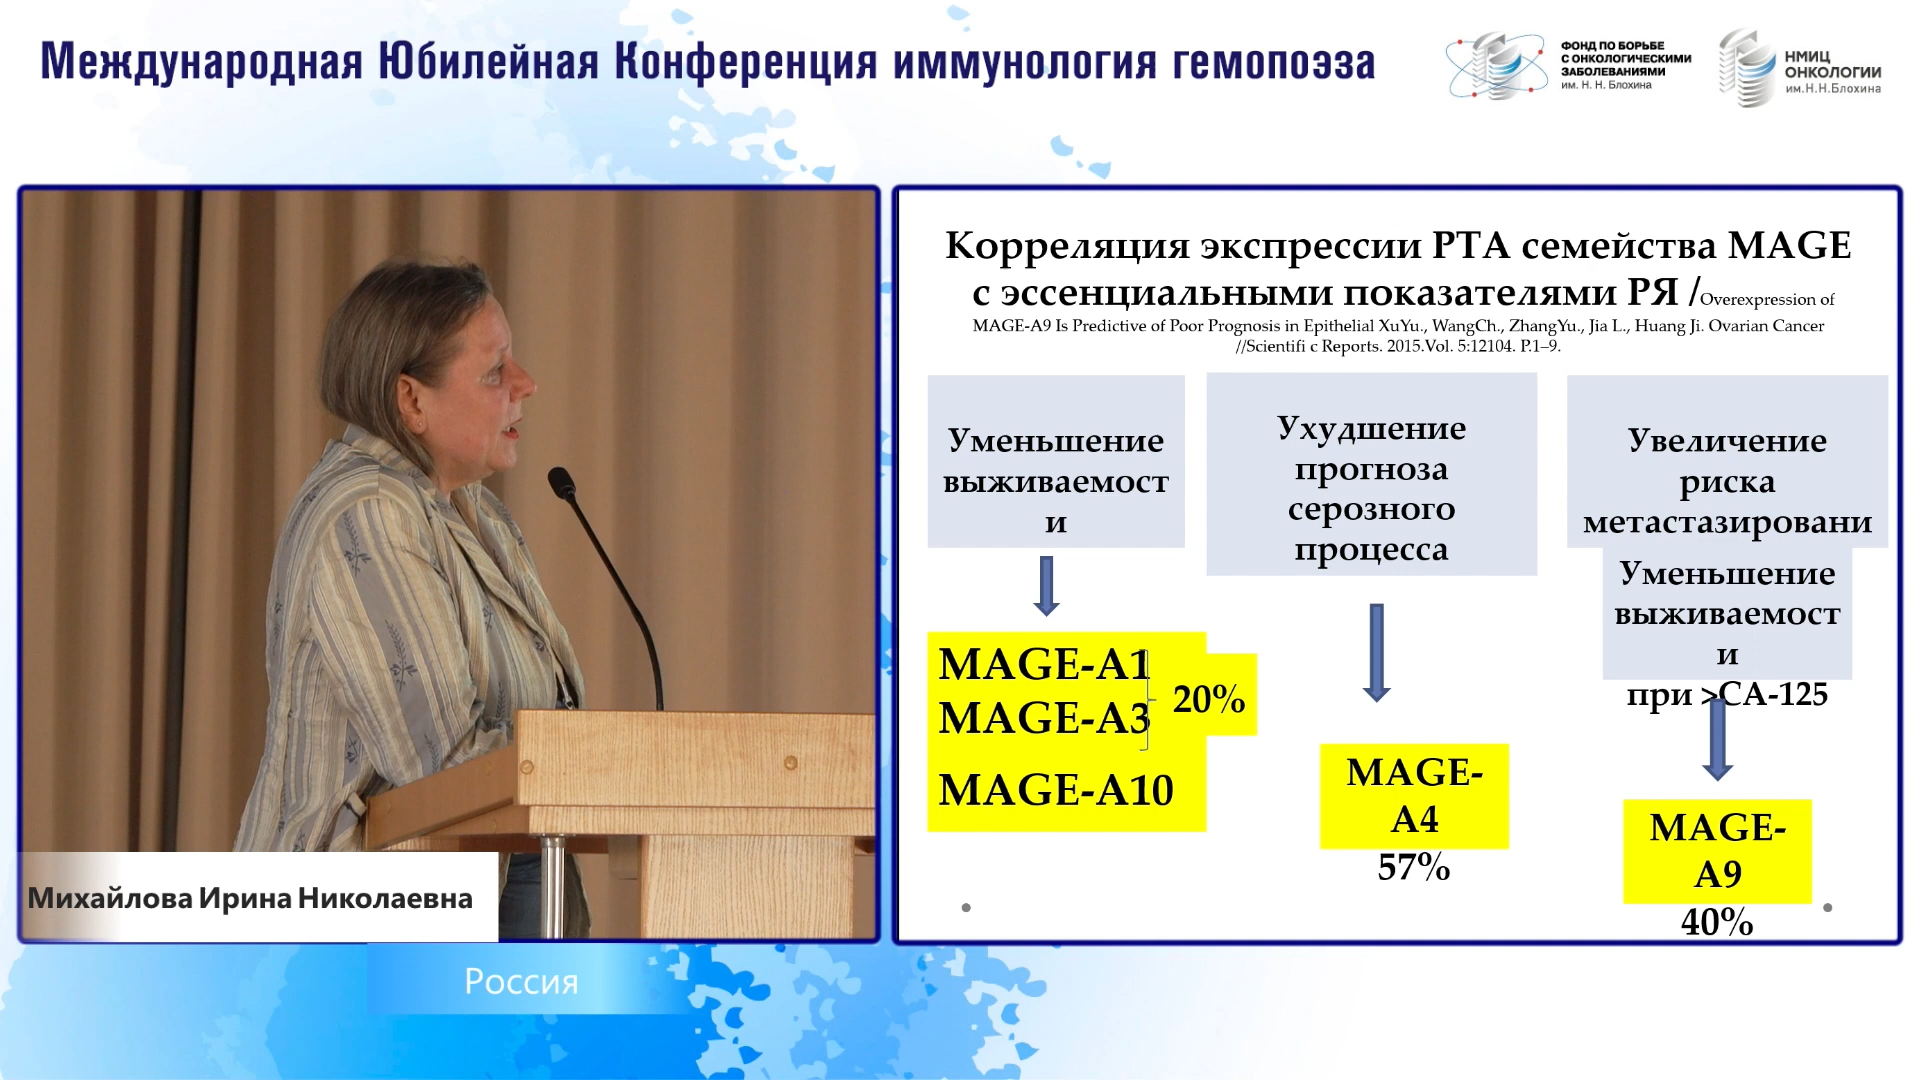 Международная Юбилейная Конференция иммунология гемопоэза
ФОНД ПО БОРЬБЕ
С ОНКОЛОГИЧЕСКИМИ
ЗАБОЛЕВАНИЯМИ
им. Н. Н. Блохина
НМИЦ
ОНКОЛОГИИ
им.Н.Н.Блохина
Михайлова Ирина Николаевна
Россия
Корреляция экспрессии РТА семейства MAGE
с эссенциальными показателями РЯ /Overexpression of
MAGE-A9 Is Predictive of Poor Prognosis in Epithelial XuYu., WangCh., ZhangYu., Jia L., Huang Ji. Ovarian Cancer
//Scientifi c Reports. 2015.Vol. 5:12104. P.1–9.
Уменьшение
выживаемост
и
MAGE-A1
MAGE-A3
20%
MAGE-A10
Ухудшение
прогноза
серозного
процесса
MAGE-
A4
57%
Увеличение
риска
метастазировани
Уменьшение
выживаемост
и
при >СА-125
MAGE-
A9
40%